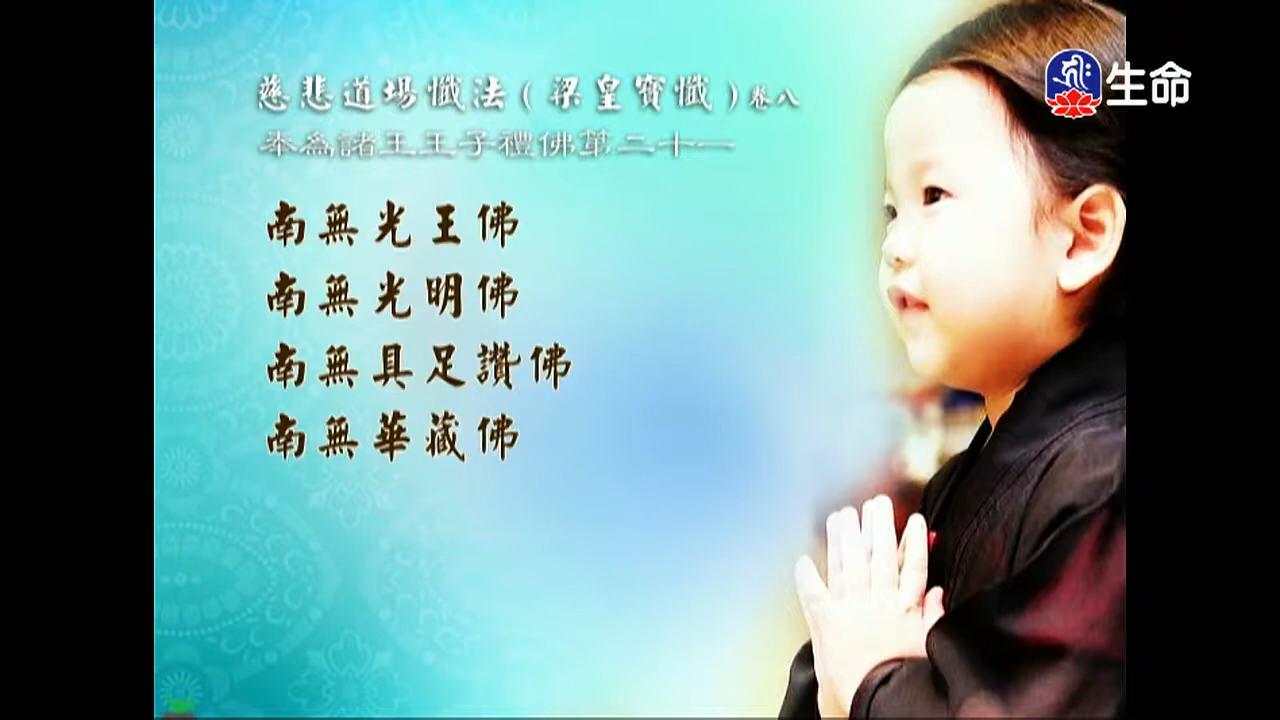 慈悲道場懺法(梁皇寶懺)卷八
奉為諸王王子禮佛第二十一
南無光王佛
南無光明佛
南無具足讚佛
南無華藏佛
生命